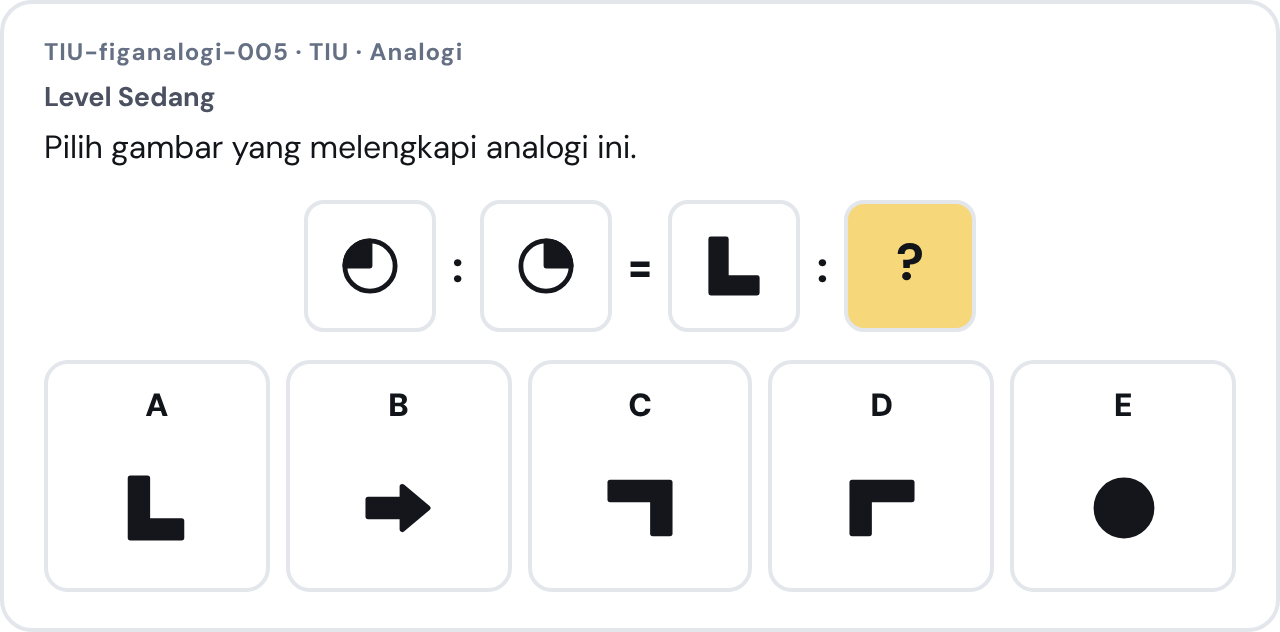 TIU-figanalogi-005 · TIU · Analogi
Level Sedang
Pilih gambar yang melengkapi analogi ini.
: = : ?
A B C D E